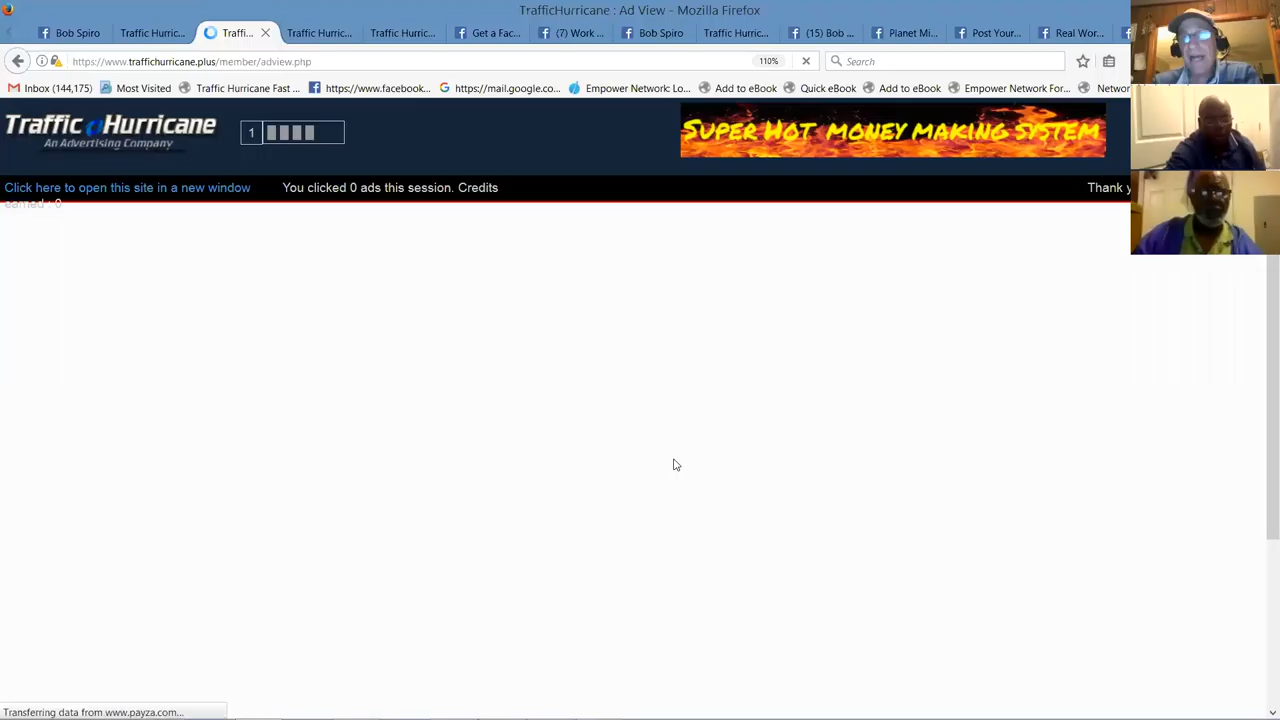 TrafficHurricane : Ad View - Mozilla Firefox
Bob Spiro
Traffic Hurric...
Traffi...
Traffic Hurric...
Traffic Hurric...
Get a Fac...
(7) Work ...
Bob Spiro
Traffic Hurric...
(15) Bob ...
Planet Mi...
Post Your...
Real Wor...
https://www.traffichurricane.plus/member/adview.php
110%
Search
Inbox (144,175)
Most Visited
Traffic Hurricane Fast ...
https://www.facebook...
https://mail.google.co...
Empower Network: Lo...
Add to eBook
Quick eBook
Add to eBook
Empower Network For...
Netwo
Traffic Hurricane
An Advertising Company
1
SUPER HOT MONEY MAKING SYSTEM
Click here to open this site in a new window
You clicked 0 ads this session. Credits
Thank y
earned : 0
Transferring data from www.payza.com...